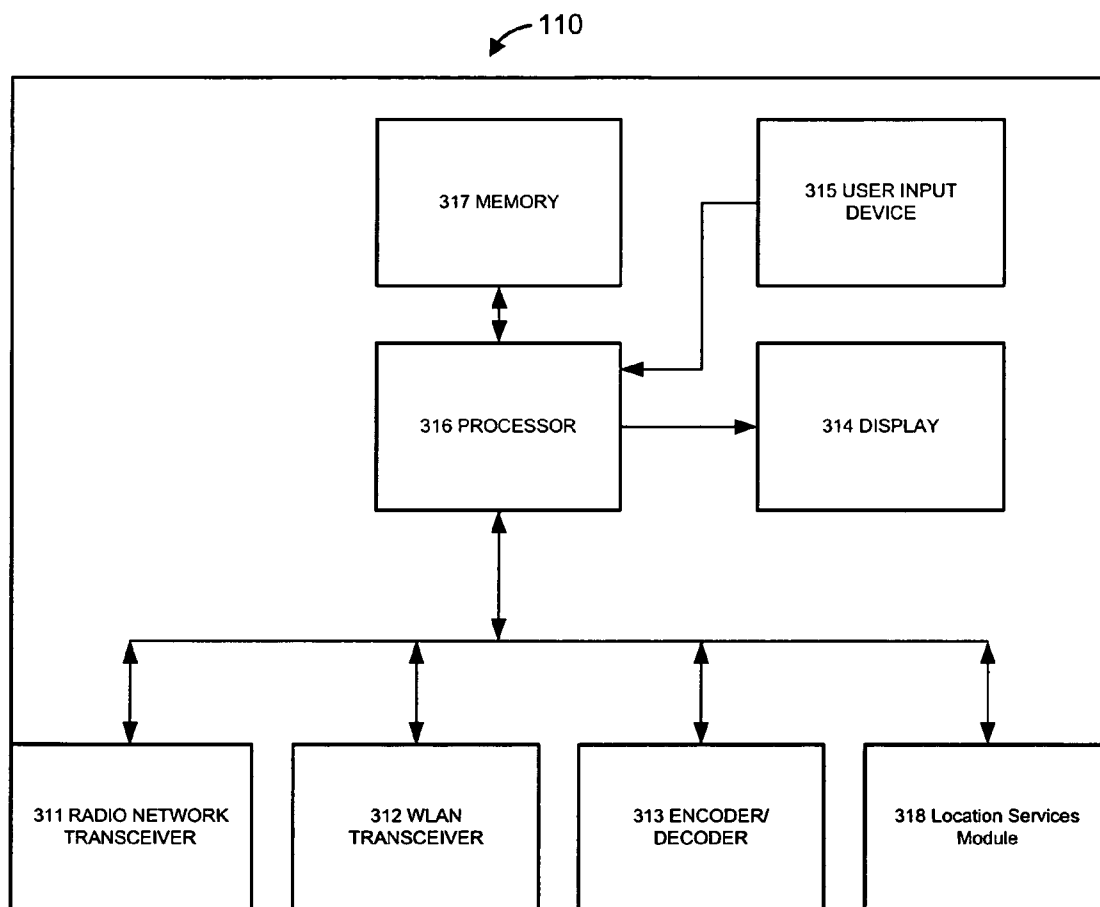 110
317 MEMORY
315 USER INPUT
DEVICE
316 PROCESSOR
314 DISPLAY
311 RADIO NETWORK
TRANSCEIVER
312 WLAN
TRANSCEIVER
313 ENCODER/
DECODER
318 Location Services
Module